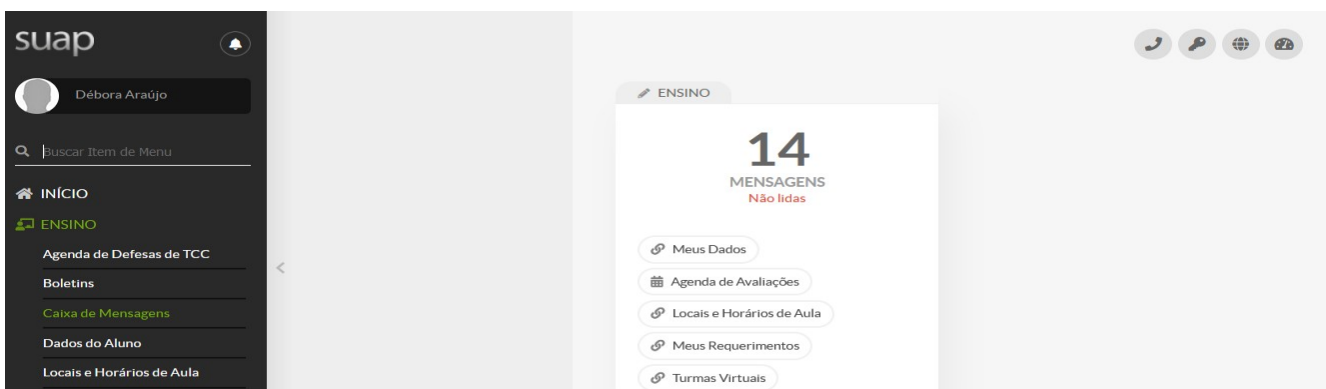 suap
Débora Araújo
Buscar Item de Menu
INÍCIO
ENSINO
Agenda de Defesas de TCC
Boletins
Caixa de Mensagens
Dados do Aluno
Locais e Horários de Aula
ENSINO
14
MENSAGENS
Não lidas
Meus Dados
Agenda de Avaliações
Locais e Horários de Aula
Meus Requerimentos
Turmas Virtuais